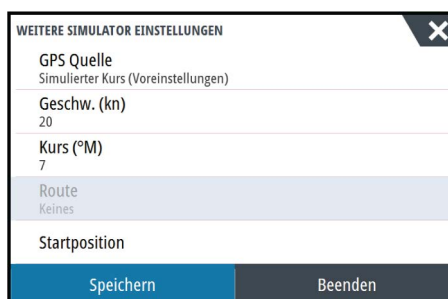 WEITERE SIMULATOR EINSTELLUNGEN
GPS Quelle
Simulierter Kurs (Voreinstellungen)
Geschw. (kn)
20
Kurs (°M)
7
Route
Keines
Startposition
Speichern
Beenden